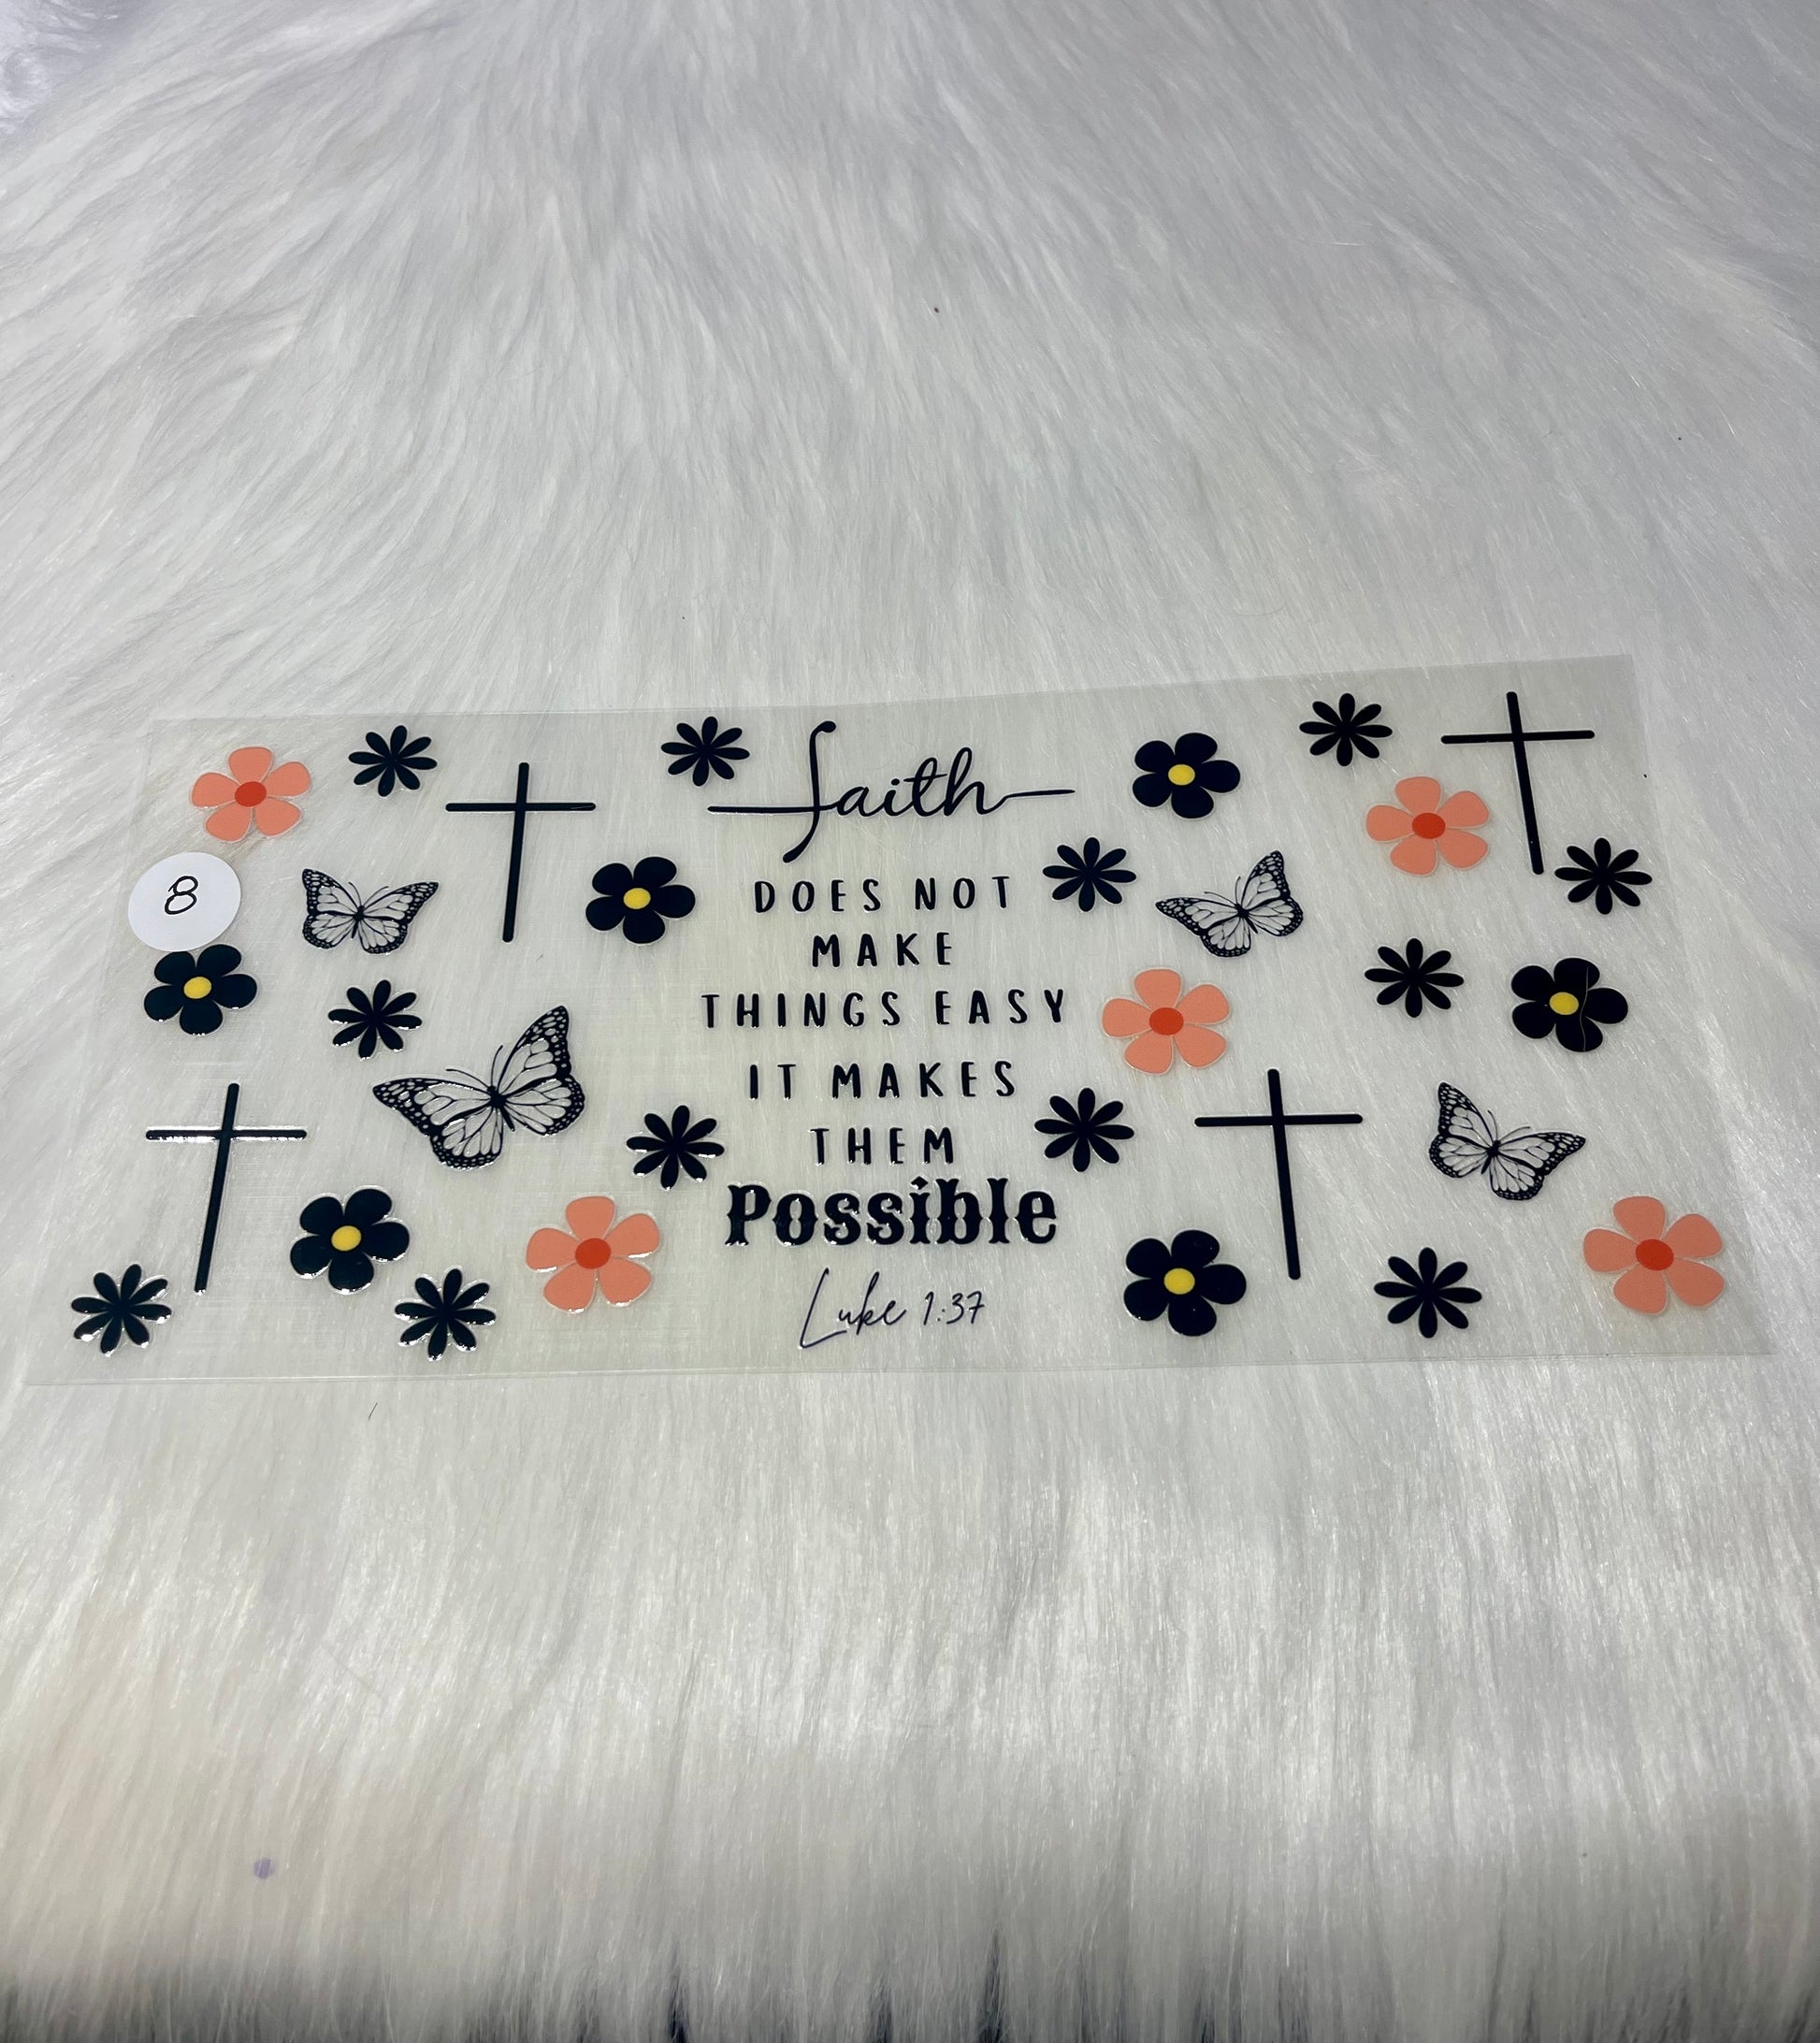 faith
DOES NOT
MAKE
THINGS EASY
IT MAKES
THEM
Possible
Luke 1:37
8